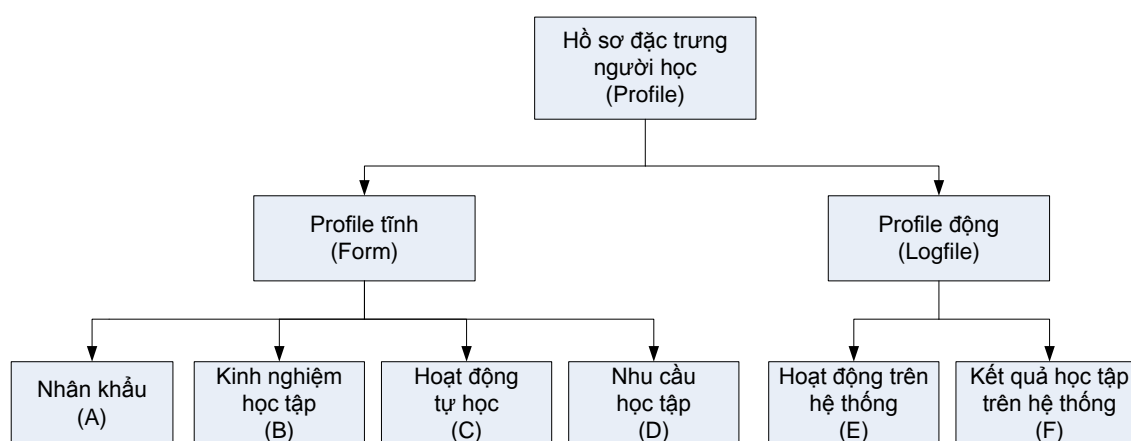 Hồ sơ đặc trưng
người học
(Profile)
Profile tĩnh
(Form)
Profile động
(Logfile)
Nhân khẩu
(A)
Kinh nghiệm
học tập
(B)
Hoạt động
tự học
(C)
Nhu cầu
học tập
(D)
Hoạt động trên
hệ thống
(E)
Kết quả học tập
trên hệ thống
(F)